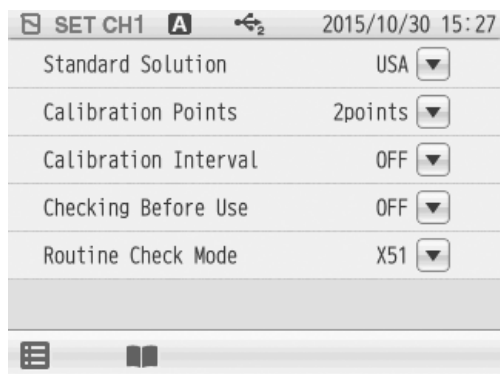 SET CH1 A 2 2015/10/30 15:27
Standard Solution USA
Calibration Points 2points
Calibration Interval OFF
Checking Before Use OFF
Routine Check Mode X51